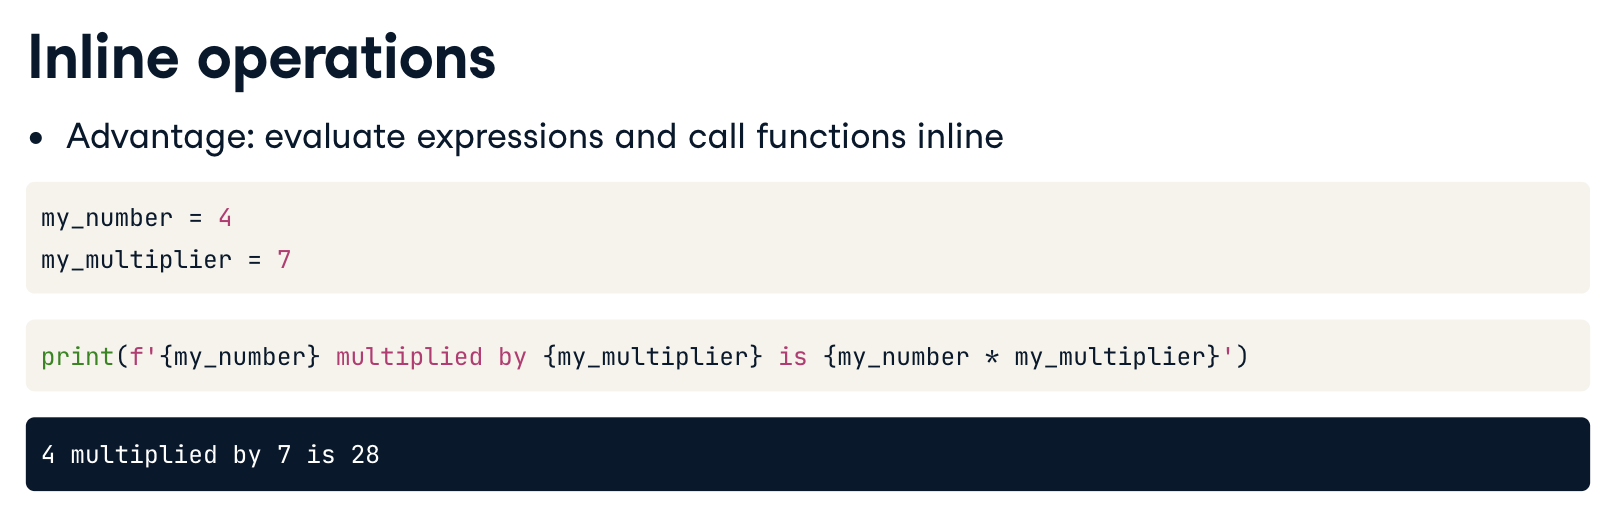 Inline operations
• Advantage: evaluate expressions and call functions inline
my_number = 4
my_multiplier = 7
print(f'{my_number} multiplied by {my_multiplier} is {my_number * my_multiplier}')
4 multiplied by 7 is 28